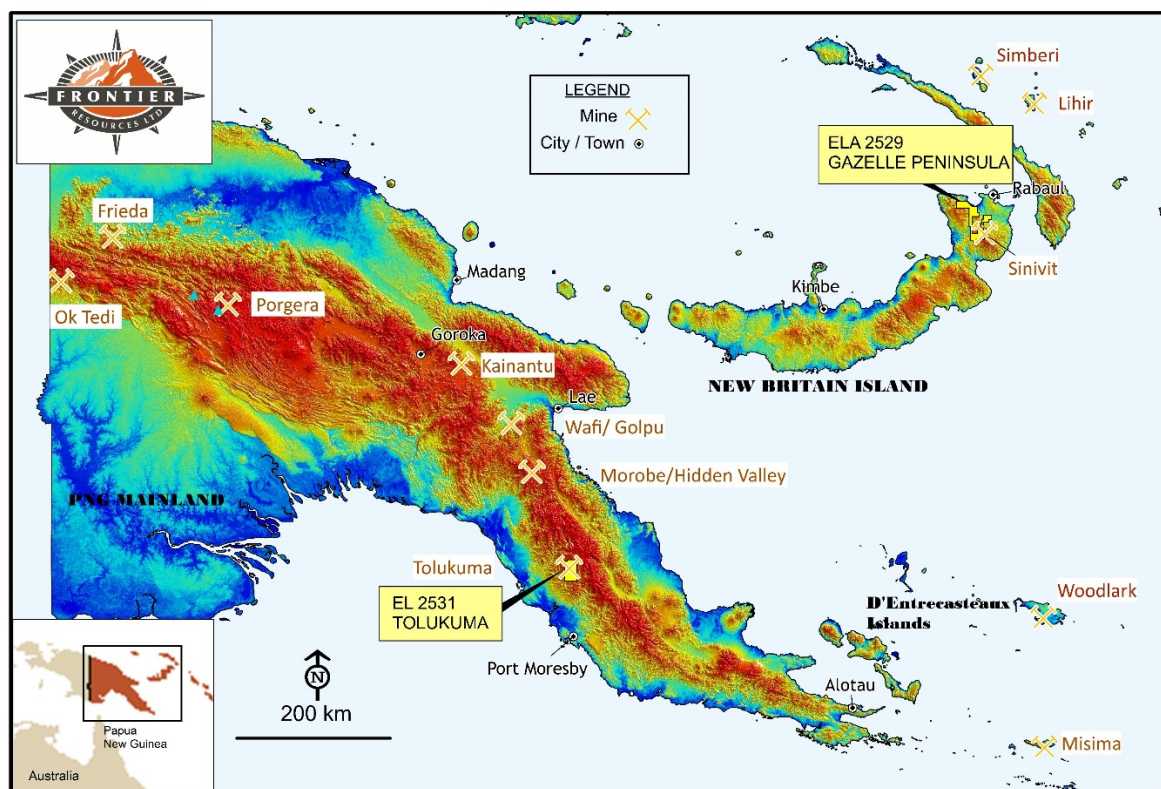 FRONTIER
RESOURCES LTD
LEGEND
Mine
City / Town
Simberi
Lihir
ELA 2529
GAZELLE PENINSULA
Rabaul
Sinivit
Kimbe
NEW BRITAIN ISLAND
Frieda
Madang
Ok Tedi
Porgera
Goroka
Kainantu
Lae
Wafi/ Golpu
Morobe/Hidden Valley
PNG MAINLAND
Tolukuma
EL 2531
TOLUKUMA
Port Moresby
D'Entrecasteaux
Islands
Woodlark
Alotau
Misima
N
200 km
Papua
New Guinea
Australia